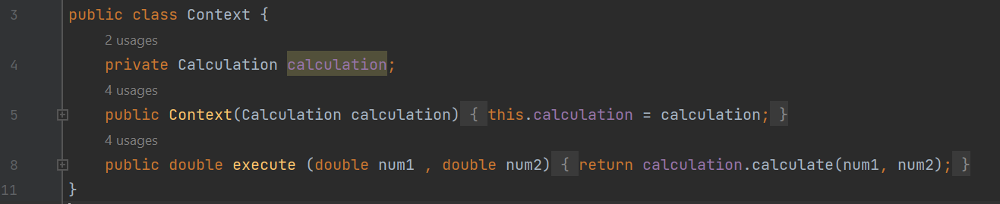 3 public class Context {
2 usages
4 private Calculation calculation;
4 usages
5 public Context(Calculation calculation) { this.calculation = calculation; }
4 usages
8 public double execute (double num1 , double num2) { return calculation.calculate(num1, num2); }
11 }